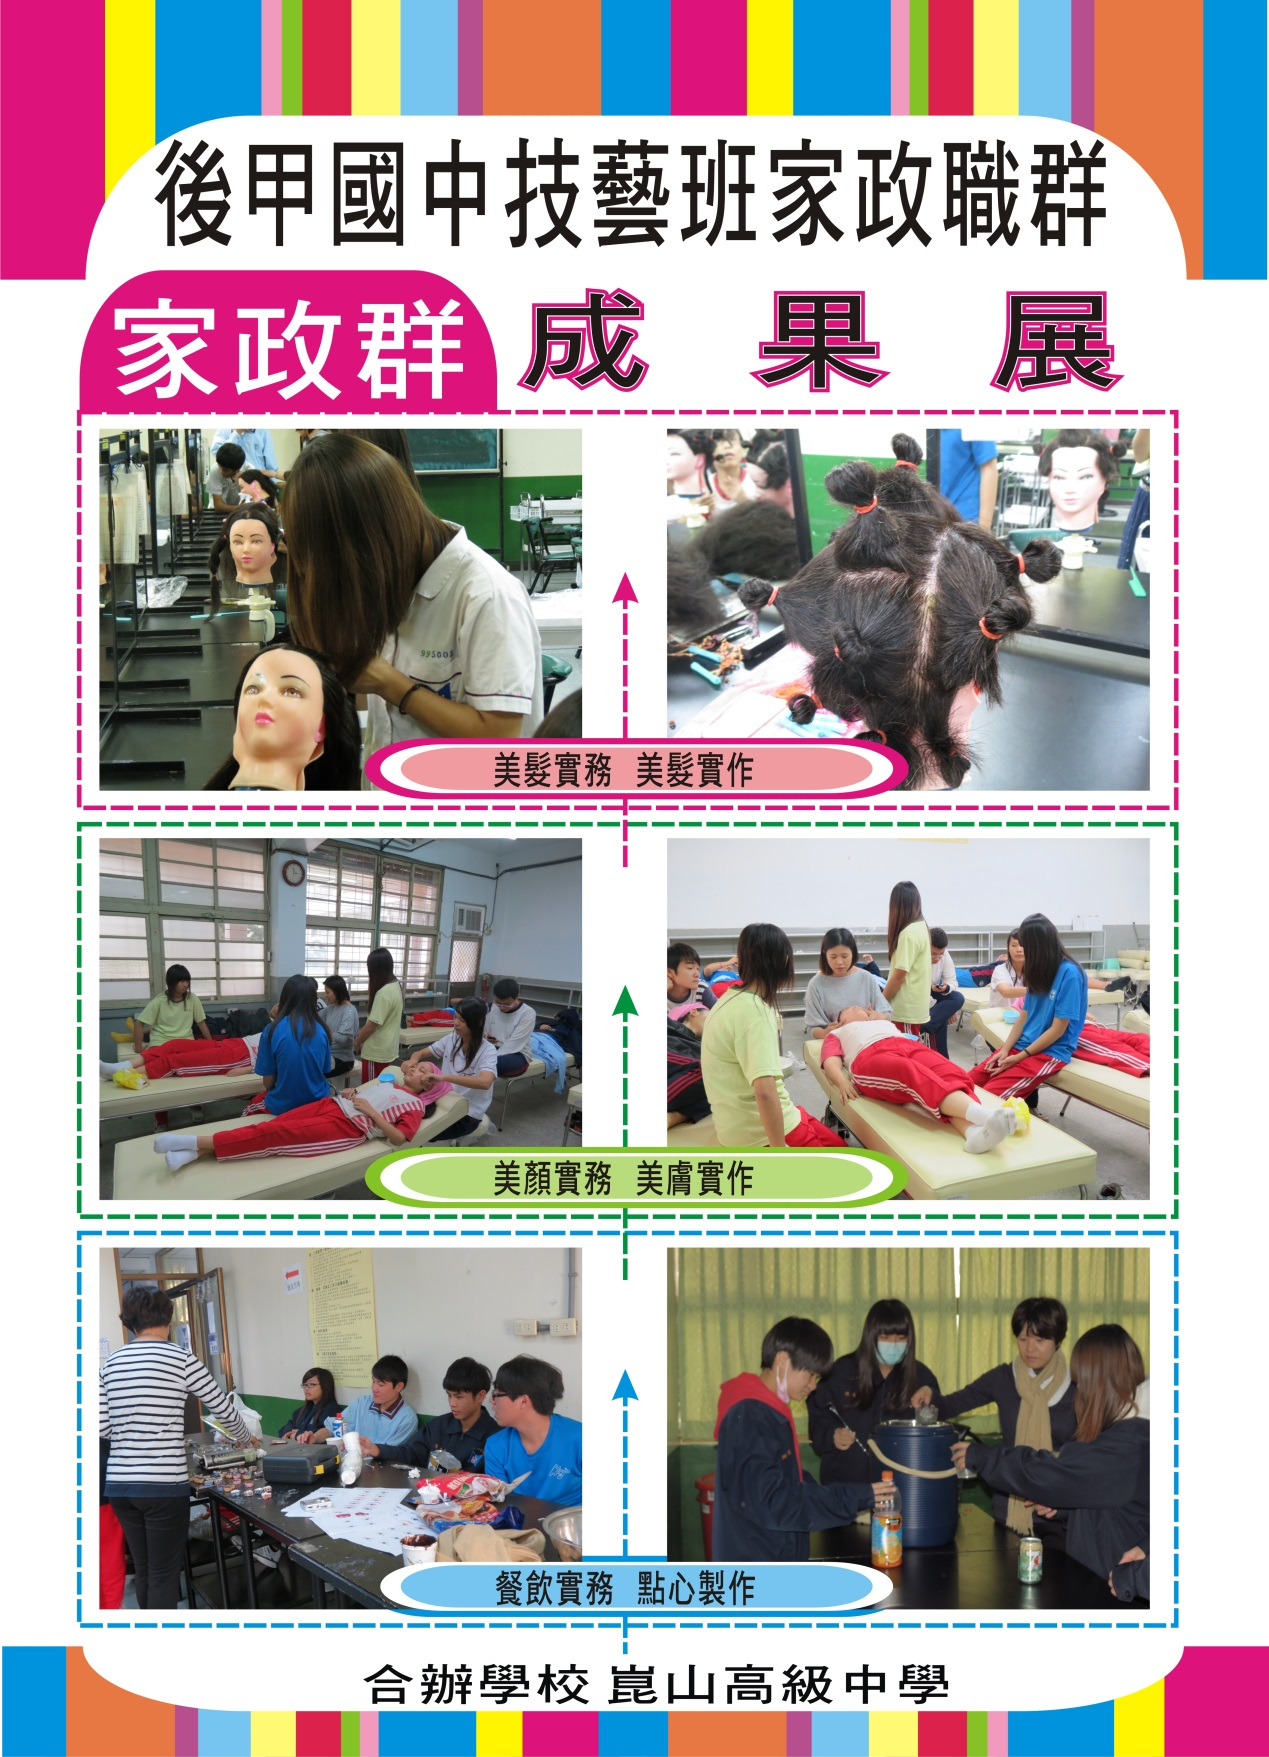 後甲國中技藝班家政職群
家政群 成 果 展
995008
美髮實務 美髮實作
美顏實務 美膚實作
餐飲實務 點心製作
合辦學校 崑山高級中學